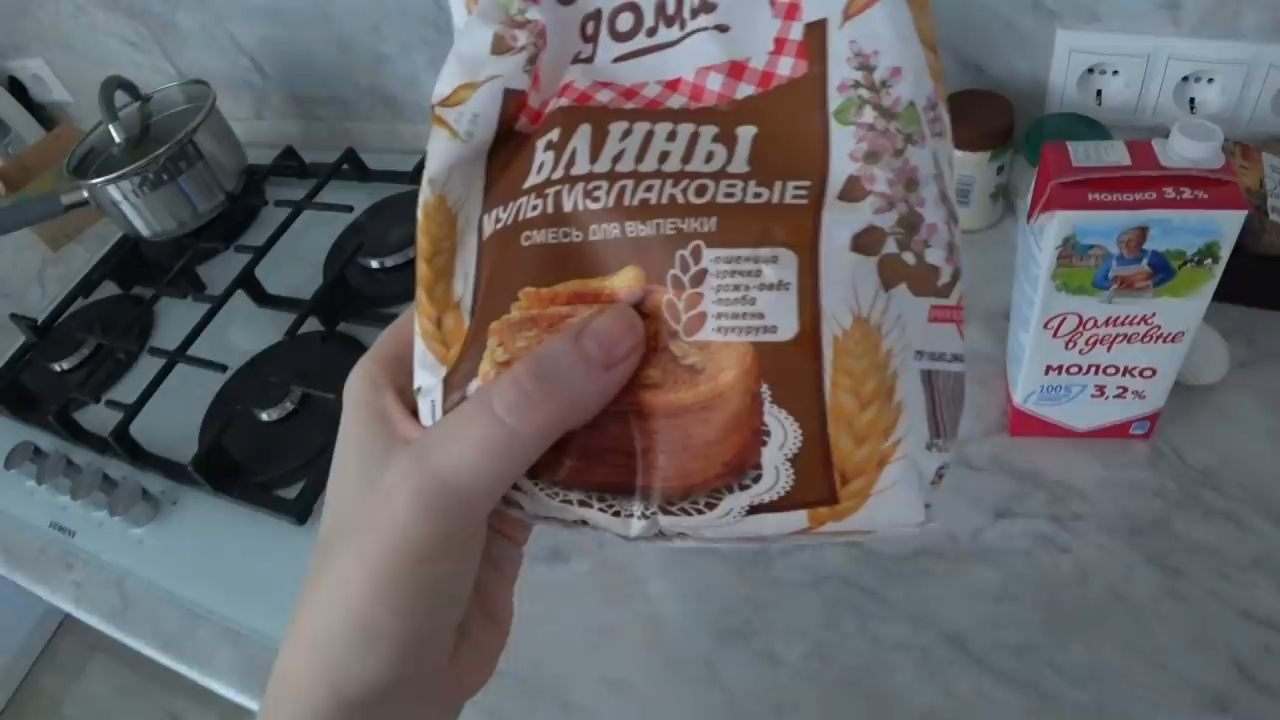 дома
БЛИНЫ
МУЛЬТИЗЛАКОВЫЕ
СМЕСЬ ДЛЯ ВЫПЕЧКИ
-пшеница
-гречка
-рожь-овёс
-полба
-ячмень
-кукуруза
МОЛОКО 3,2%
Домик
в деревне
МОЛОКО
100%
3,2%